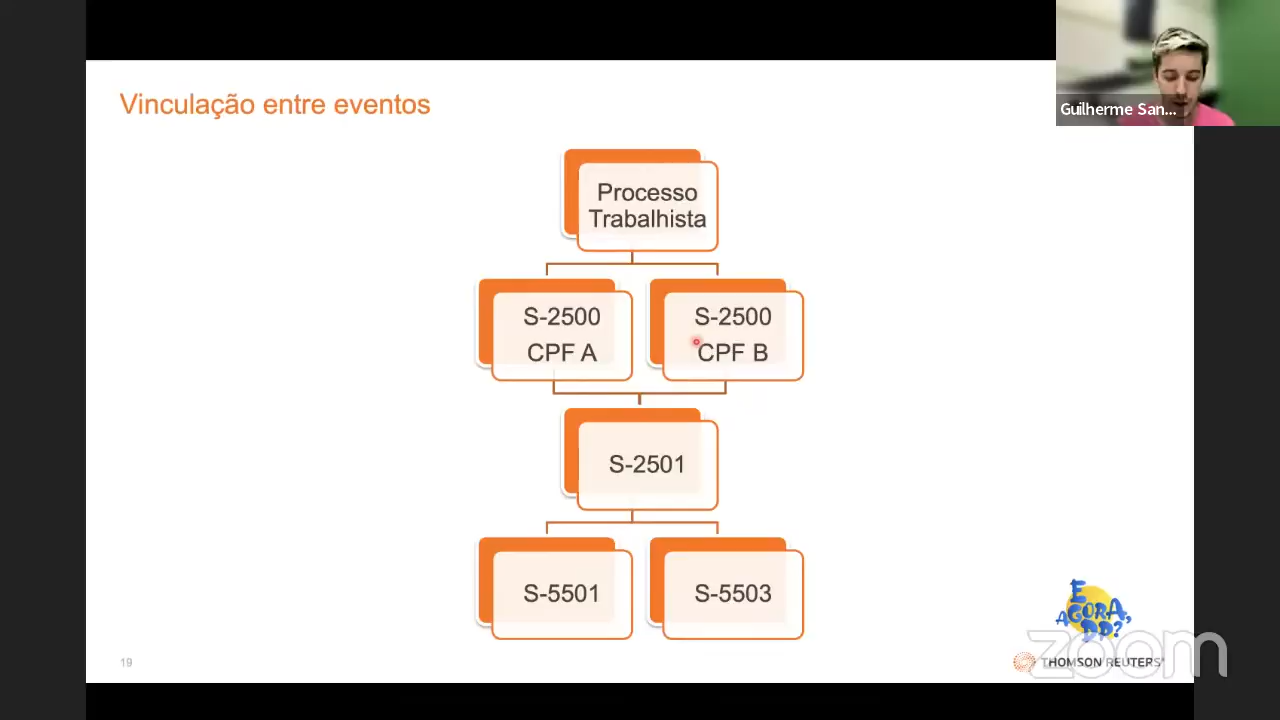 Vinculação entre eventos
Guilherme San...
Processo
Trabalhista
S-2500
CPF A
S-2500
CPF B
S-2501
S-5501
S-5503
E
AGORA,
DP?
zoom
19
THOMSON REUTERS